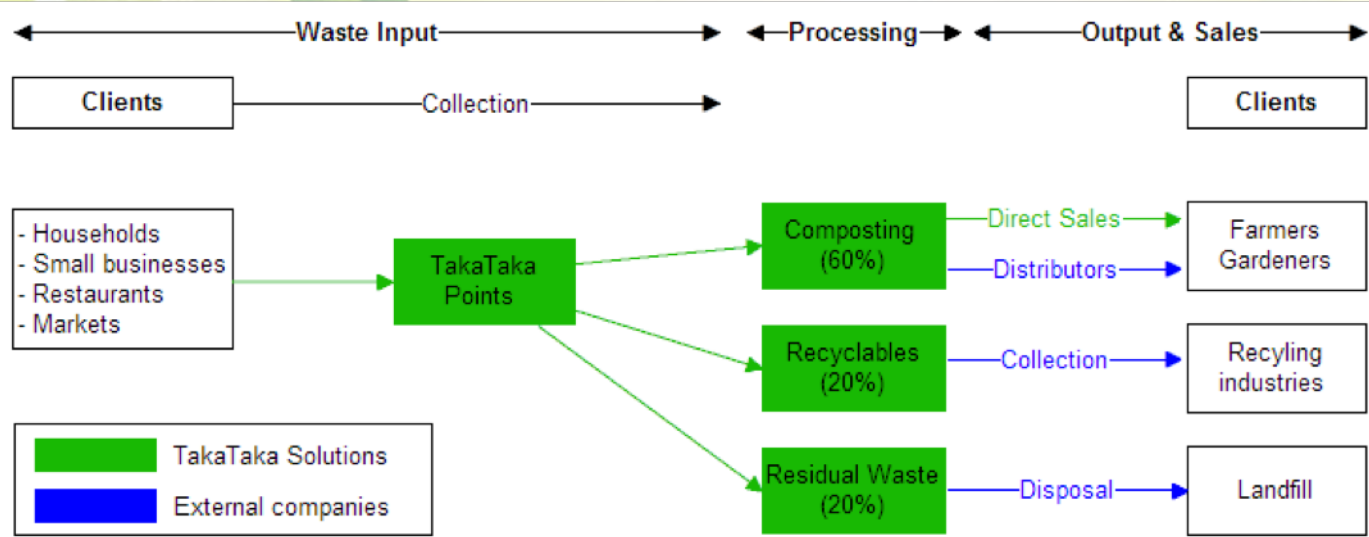 Waste Input
Processing
Output & Sales
Clients
Collection
Clients
- Households
- Small businesses
- Restaurants
- Markets
TakaTaka
Points
Composting
(60%)
Direct Sales
Distributors
Farmers
Gardeners
Recyclables
(20%)
Collection
Recyling
industries
Residual Waste
(20%)
Disposal
Landfill
TakaTaka Solutions
External companies